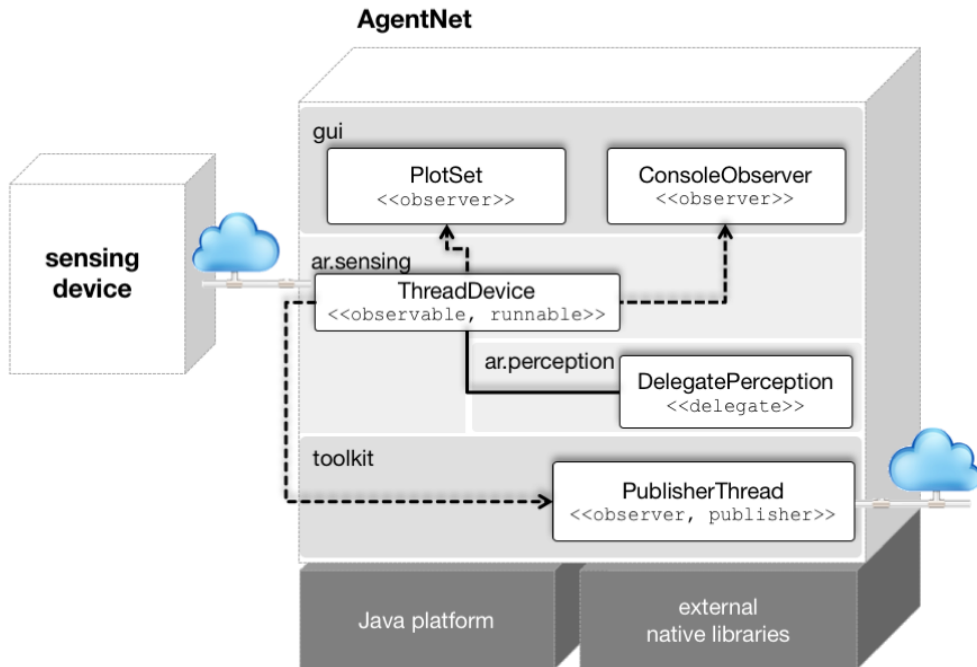 AgentNet
gui
PlotSet
<<observer>>
ConsoleObserver
<<observer>>
sensing
device
ar.sensing
ThreadDevice
<<observable, runnable>>
ar.perception
DelegatePerception
<<delegate>>
toolkit
PublisherThread
<<observer, publisher>>
Java platform
external
native libraries